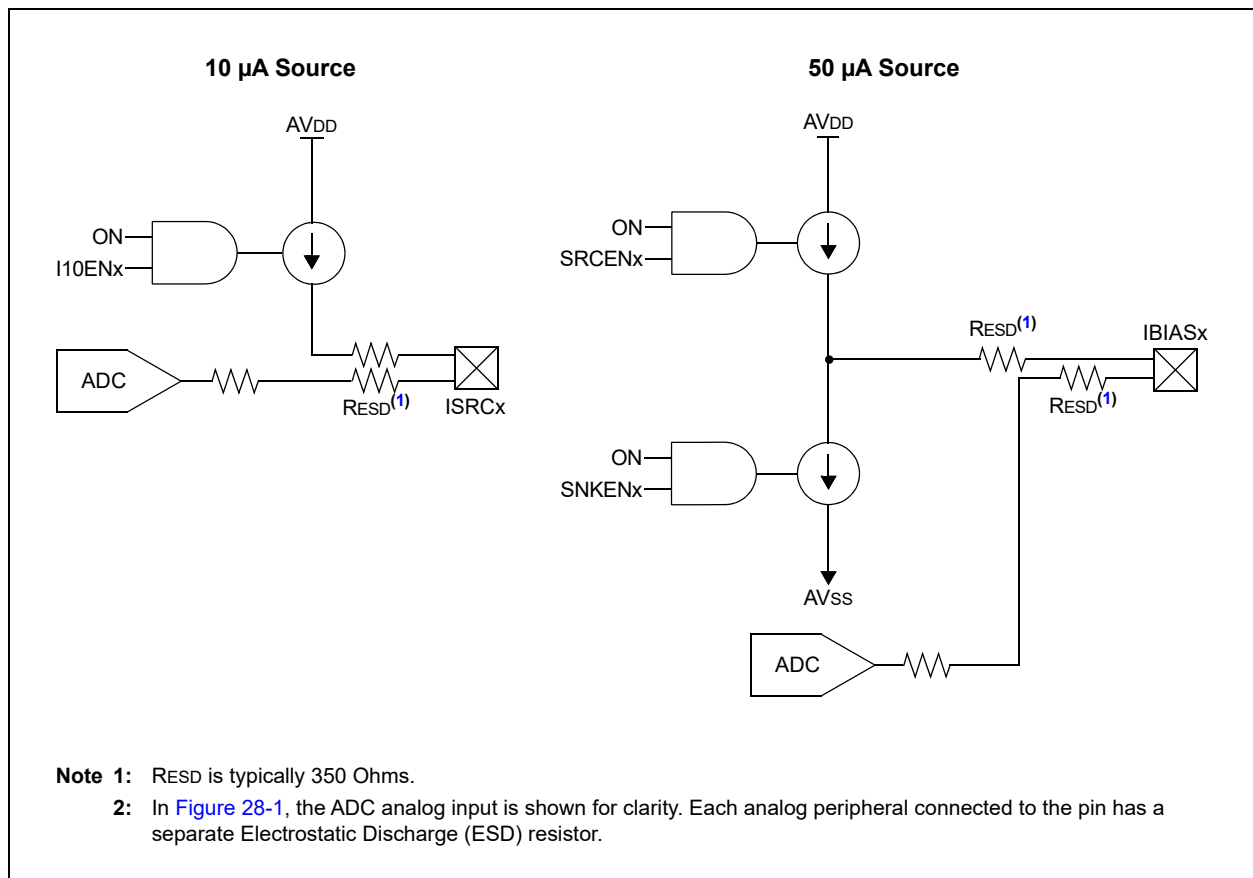 10 µA Source
AVDD
ON
I10ENx
ADC
RESD(1)
ISRCx
50 µA Source
AVDD
ON
SRCENx
RESD(1)
IBIASx
RESD(1)
ON
SNKENx
AVSS
ADC
Note 1: RESD is typically 350 Ohms.
2: In Figure 28-1, the ADC analog input is shown for clarity. Each analog peripheral connected to the pin has a
separate Electrostatic Discharge (ESD) resistor.